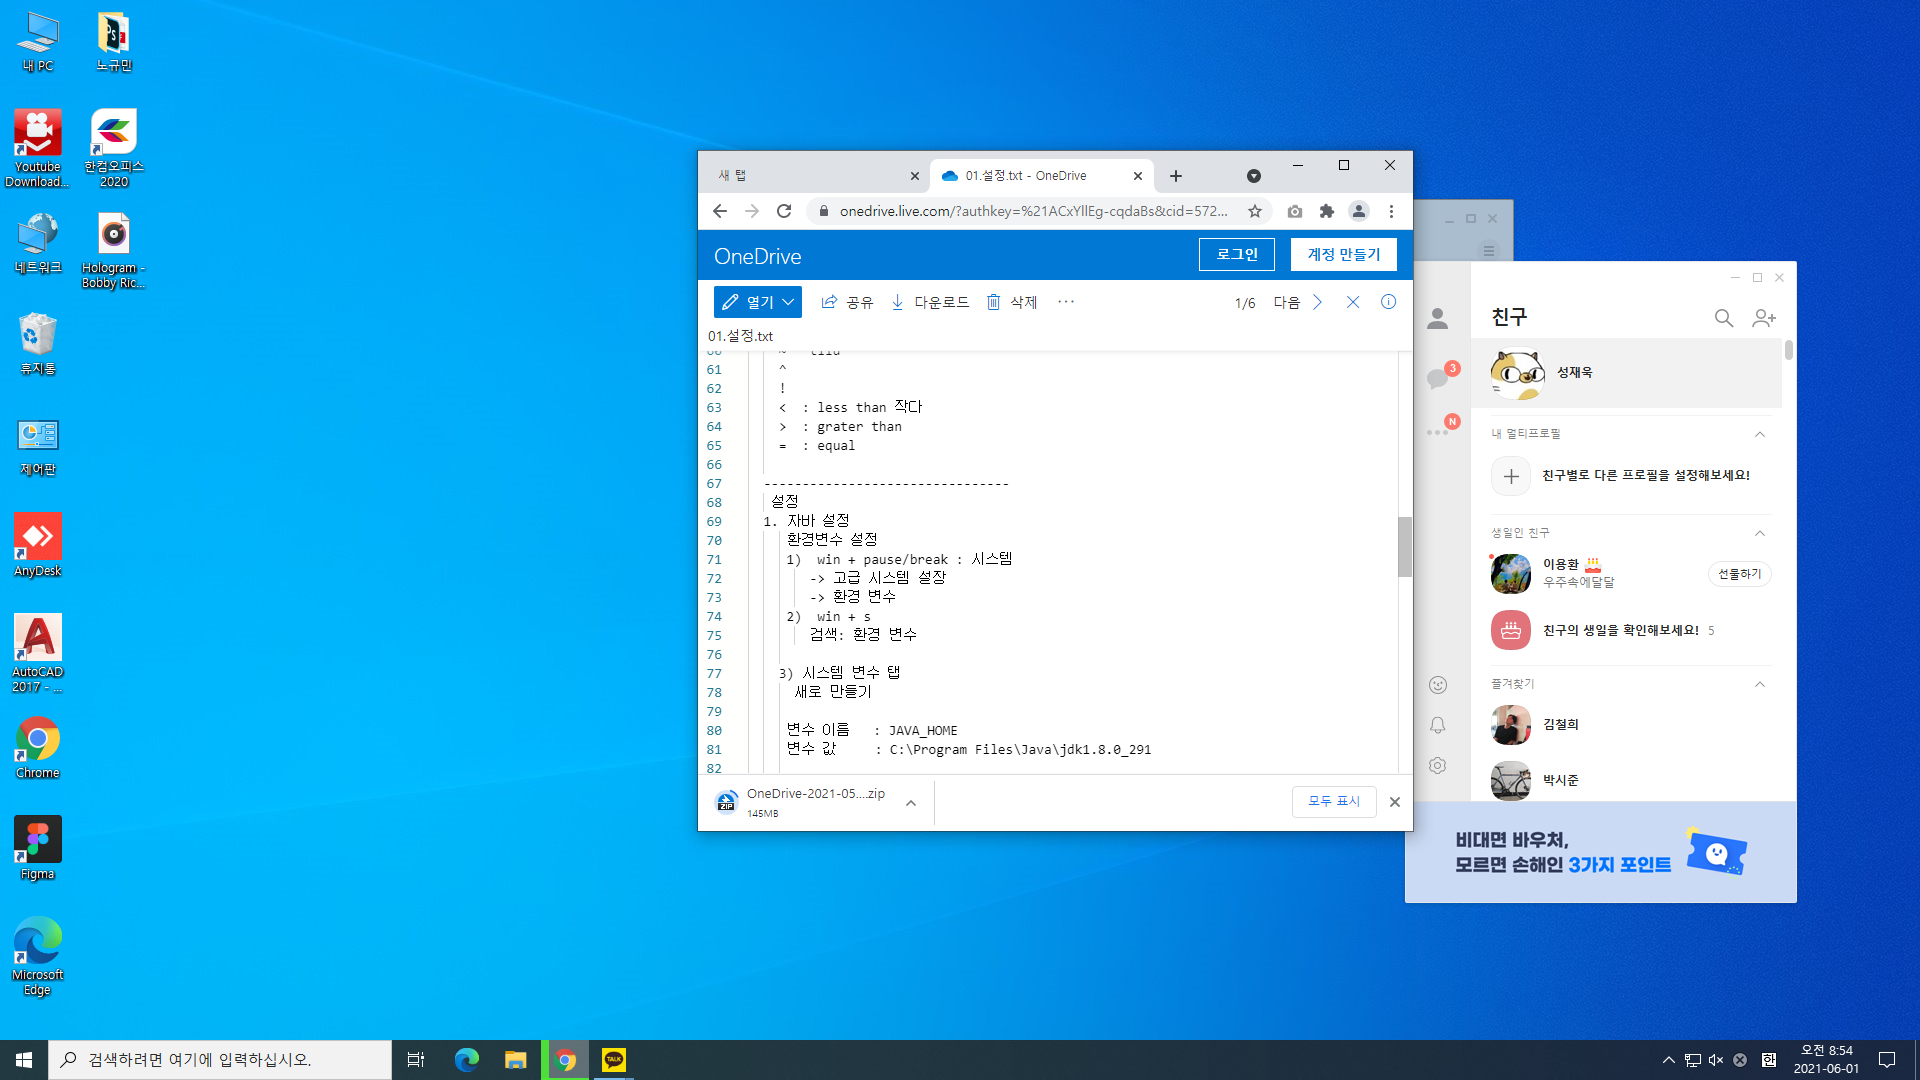 내 PC
노규민
Youtube
Download...
한컴오피스
2020
네트워크
Hologram -
Bobby Ric...
휴지통
제어판
AnyDesk
AutoCAD
2017 - ...
Chrome
Figma
Microsoft
Edge
새 탭
01.설정.txt - OneDrive
onedrive.live.com/?authkey=%21ACxYllEg-cqdaBs&cid=572...
OneDrive
로그인
계정 만들기
열기
공유
다운로드
삭제
...
1/6
다음
01.설정.txt
61 ^
62 !
63 < : less than 작다
64 > : grater than
65 = : equal
66
67 --------------------------------
68 설정
69 1. 자바 설정
70 환경변수 설정
71 1) win + pause/break : 시스템
72 -> 고급 시스템 설장
73 -> 환경 변수
74 2) win + s
75 검색: 환경 변수
76
77 3) 시스템 변수 탭
78 새로 만들기
79
80 변수 이름 : JAVA_HOME
81 변수 값 : C:\Program Files\Java\jdk1.8.0_291
82
ZIP
OneDrive-2021-05....zip
145MB
모두 표시
친구
3
N
성재욱
내 멀티프로필
친구별로 다른 프로필을 설정해보세요!
생일인 친구
이용환
우주속에달달
선물하기
친구의 생일을 확인해보세요! 5
즐겨찾기
김철희
박시준
비대면 바우처,
모르면 손해인 3가지 포인트
검색하려면 여기에 입력하십시오.
TALK
한
오전 8:54
2021-06-01